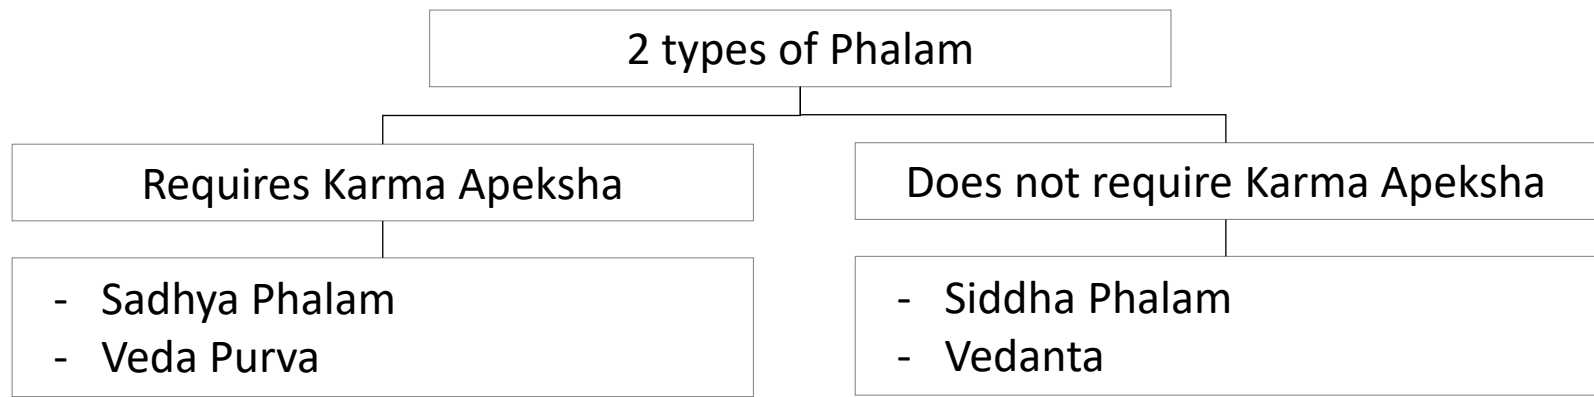 2 types of Phalam
Requires Karma Apeksha
Does not require Karma Apeksha
- Sadhya Phalam
- Veda Purva
- Siddha Phalam
- Vedanta